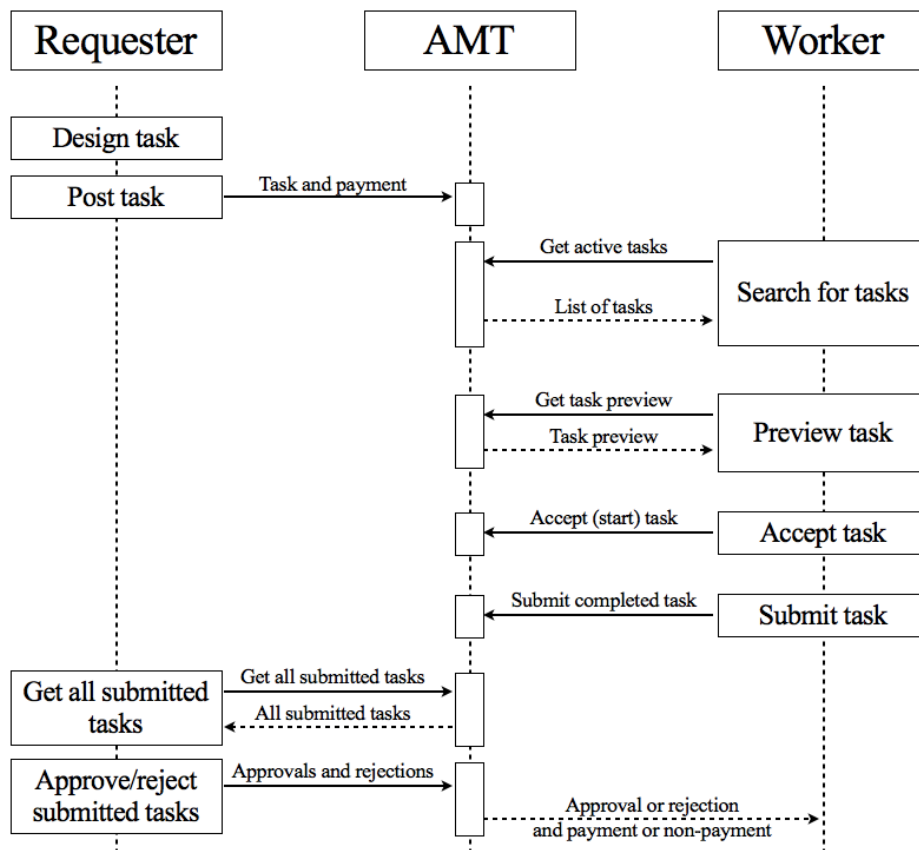 Requester
AMT
Worker
Design task
Post task
Task and payment
Get active tasks
Search for tasks
List of tasks
Get task preview
Preview task
Task preview
Accept (start) task
Accept task
Submit completed task
Submit task
Get all submitted
tasks
Get all submitted tasks
All submitted tasks
Approve/reject
submitted tasks
Approvals and rejections
Approval or rejection
and payment or non-payment